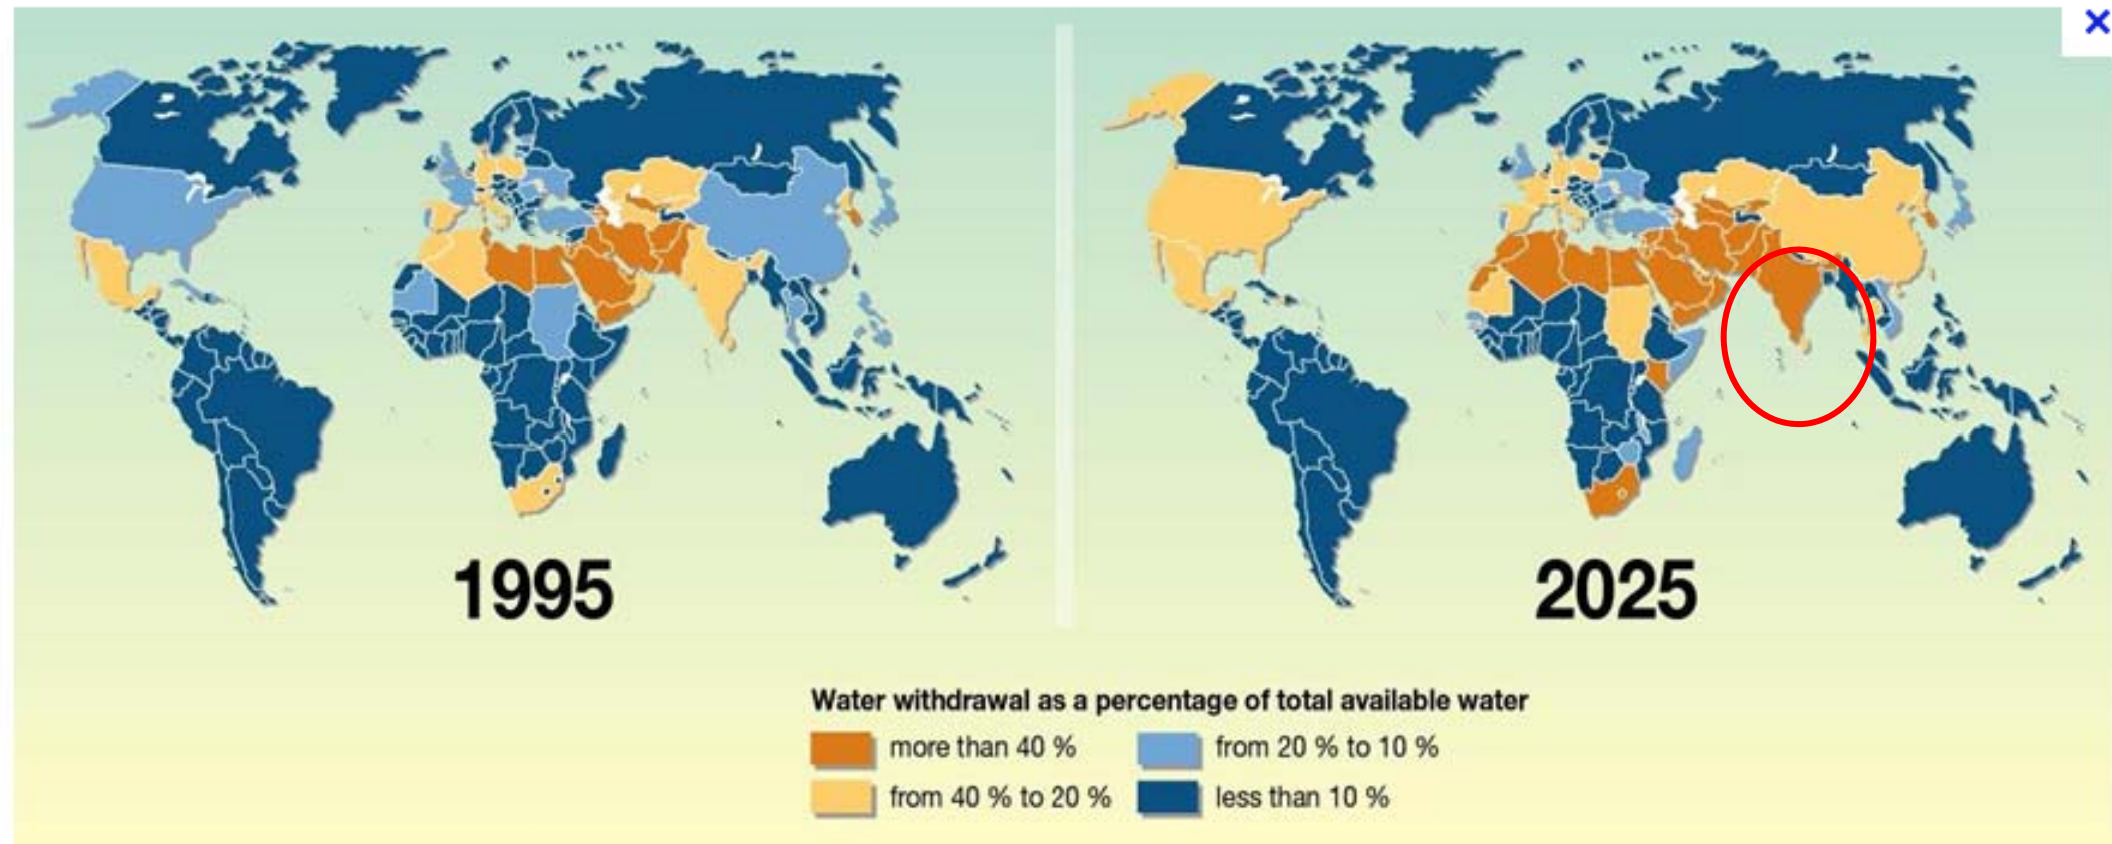 1995
2025
Water withdrawal as a percentage of total available water
more than 40 %
from 20 % to 10 %
from 40 % to 20 %
less than 10 %